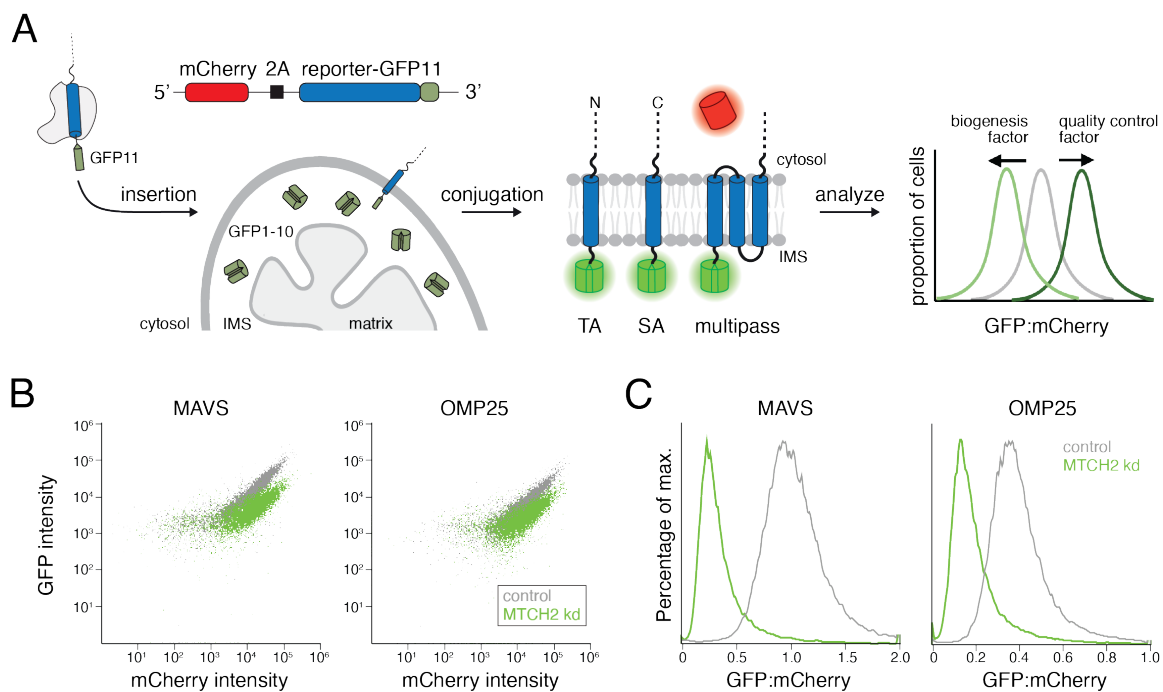 A
mCherry 2A reporter-GFP11
5’ 3’
GFP11
insertion
GFP1-10
cytosol IMS matrix
conjugation
N C
cytosol
IMS
TA SA multipass
analyze
biogenesis factor
quality control factor
proportion of cells
GFP:mCherry
B
MAVS
OMP25
GFP intensity
10⁶
10⁵
10⁴
10³
10²
10¹
10¹ 10² 10³ 10⁴ 10⁵ 10⁶
mCherry intensity
10⁶
10⁵
10⁴
10³
10²
10¹
control
MTCH2 kd
10¹ 10² 10³ 10⁴ 10⁵ 10⁶
mCherry intensity
C
MAVS
OMP25
Percentage of max.
0 0.5 1.0 1.5 2.0
GFP:mCherry
control
MTCH2 kd
0 0.2 0.4 0.6 0.8 1.0
GFP:mCherry